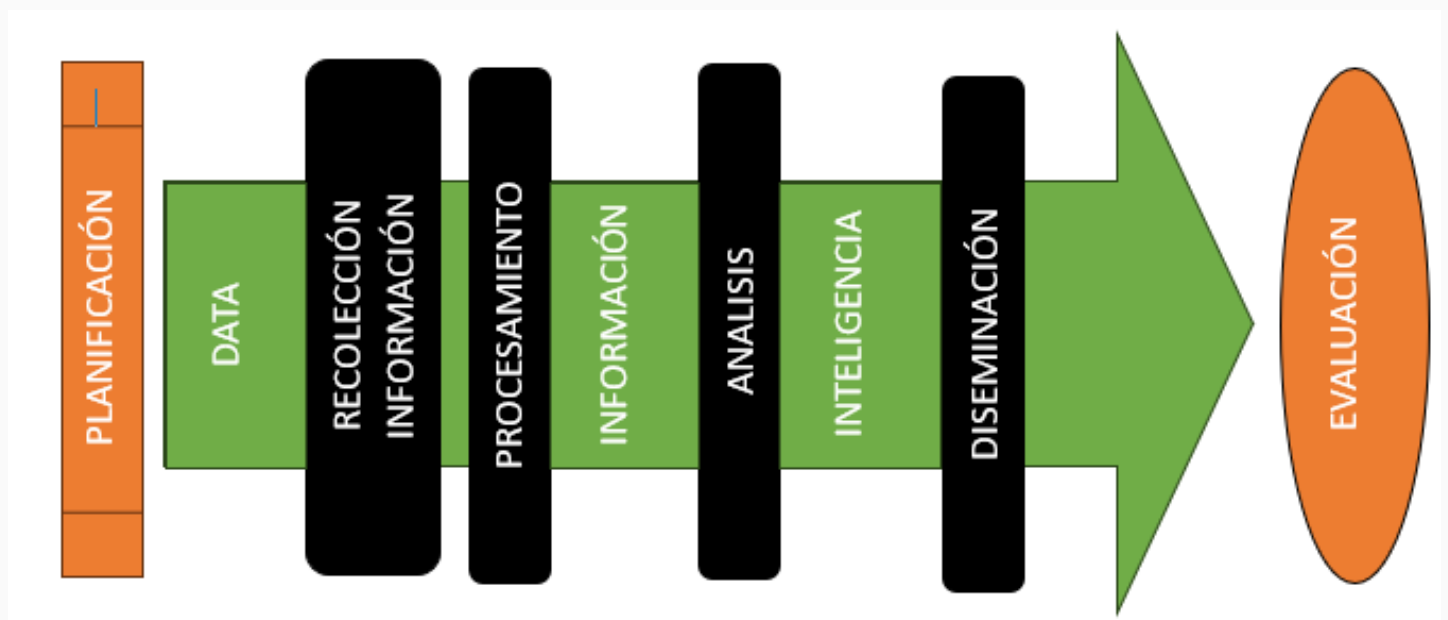 PLANIFICACIÓN
DATA
RECOLECCIÓN
INFORMACIÓN
PROCESAMIENTO
INFORMACIÓN
ANALISIS
INTELIGENCIA
DISEMINACIÓN
EVALUACIÓN